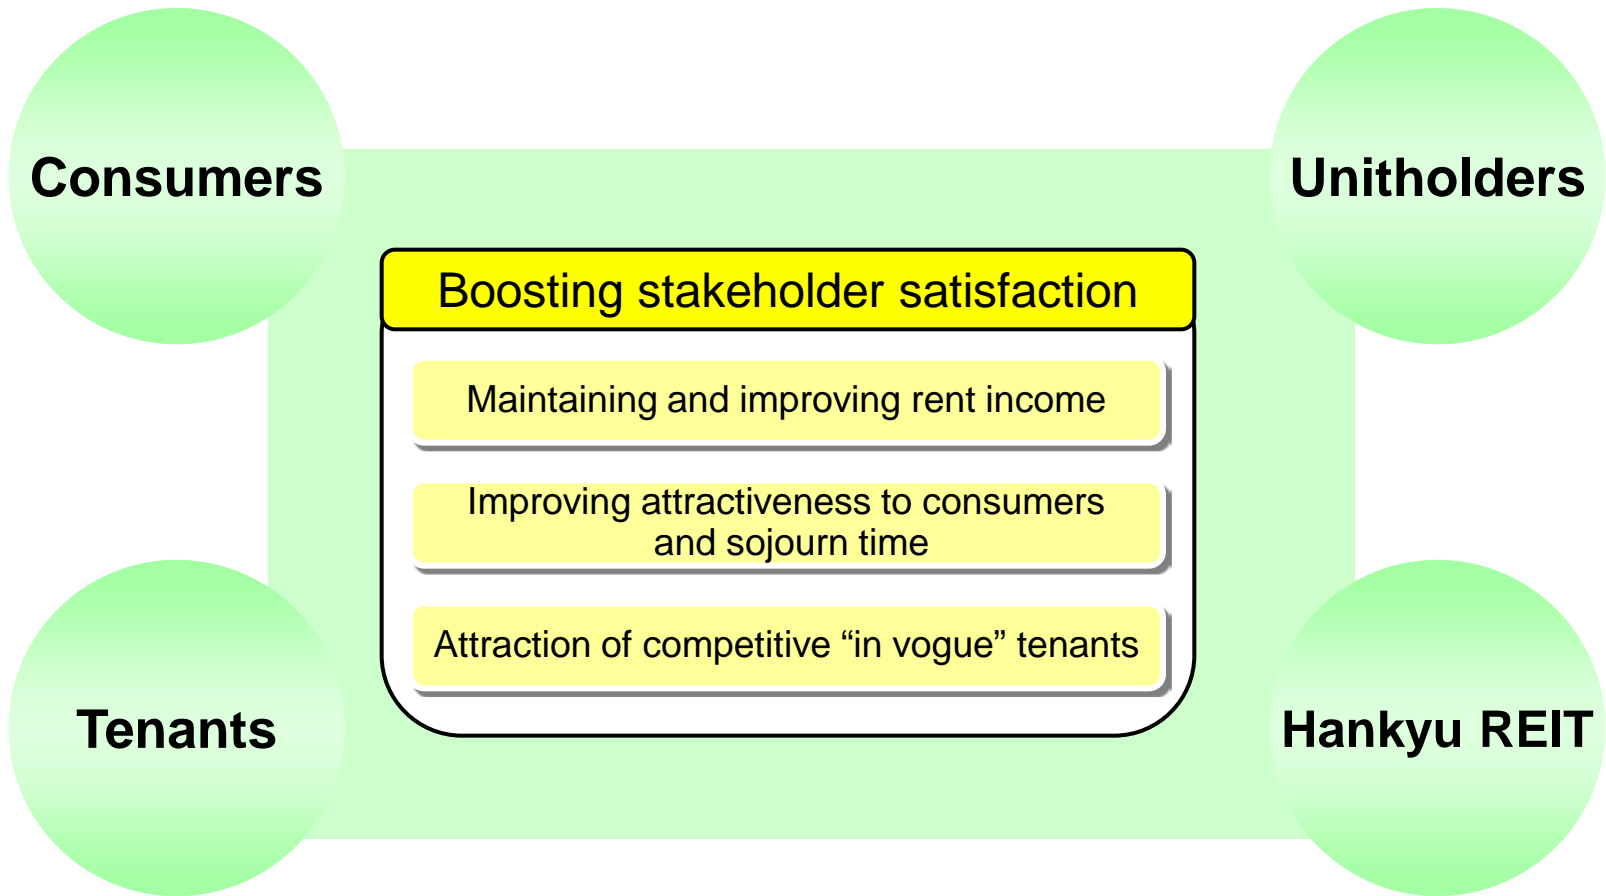 Consumers
Unitholders
Boosting stakeholder satisfaction
Maintaining and improving rent income
Improving attractiveness to consumers
and sojourn time
Attraction of competitive “in vogue” tenants
Tenants
Hankyu REIT